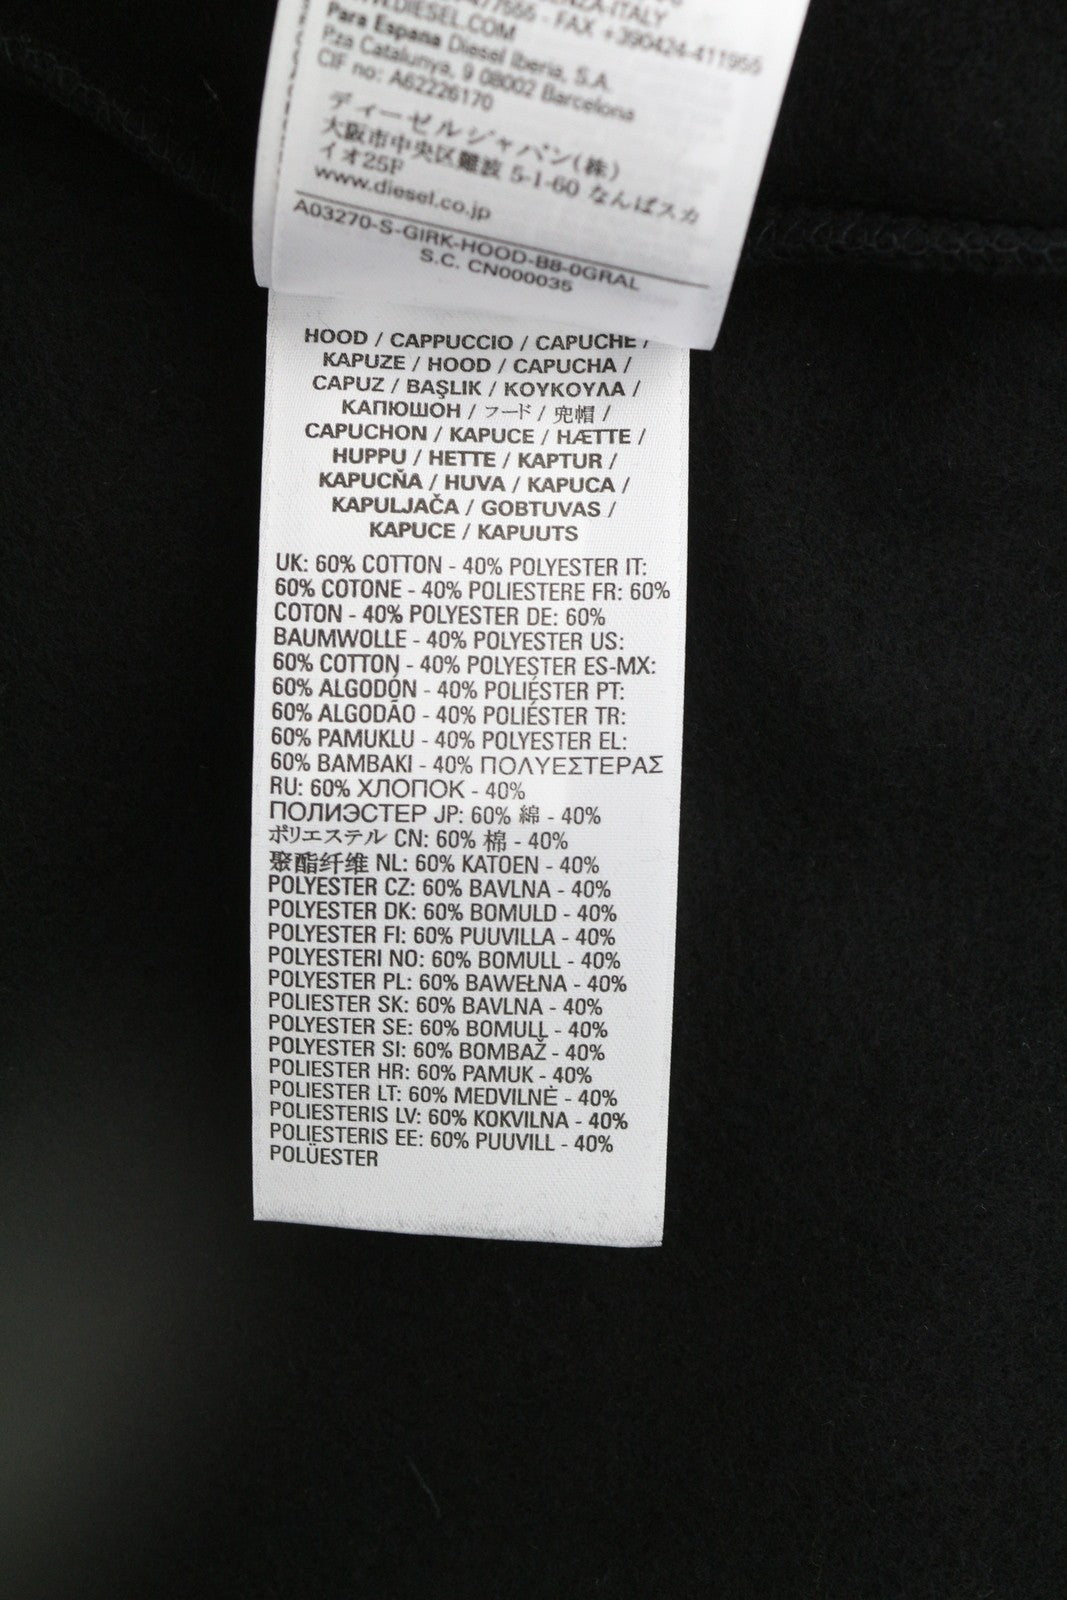 -ITALY
FAX +390424-411955
DIESEL.COM
Para Espana Diesel Iberia, S.A.
Pza Catalunya, 9 08002 Barcelona
CIF no: A62226170
ディーゼルジャパン(株)
大阪市中央区難波 5-1-60 なんばスカ
イオ25F
www.diesel.co.jp
A03270-S-GIRK-HOOD-B8-0GRAL
S.C. CN000035
HOOD / CAPPUCCIO / CAPUCHE /
KAPUZE / HOOD / CAPUCHA /
CAPUZ / BAŞLIK / ΚΟΥΚΟΥΛΑ /
КАПЮШОН / フード / 兜帽 /
CAPUCHON / KAPUCE / HÆTTE /
HUPPU / HETTE / KAPTUR /
KAPUCŇA / HUVA / KAPUCA /
KAPULJAČA / GOBTUVAS /
KAPUCE / KAPUUTS
UK: 60% COTTON - 40% POLYESTER IT:
60% COTONE - 40% POLIESTERE FR: 60%
COTON - 40% POLYESTER DE: 60%
BAUMWOLLE - 40% POLYESTER US:
60% COTTON - 40% POLYESTER ES-MX:
60% ALGODÓN - 40% POLIÉSTER PT:
60% ALGODÃO - 40% POLIÉSTER TR:
60% PAMUKLU - 40% POLYESTER EL:
60% ΒΑΜΒΑΚΙ - 40% ΠΟΛΥΕΣΤΕΡΑΣ
RU: 60% ХЛОПОК - 40%
ПОЛИЭСТЕР JP: 60% 綿 - 40%
ポリエステル CN: 60% 棉 - 40%
聚酯纤维 NL: 60% KATOEN - 40%
POLYESTER CZ: 60% BAVLNA - 40%
POLYESTER DK: 60% BOMULD - 40%
POLYESTER FI: 60% PUUVILLA - 40%
POLYESTERI NO: 60% BOMULL - 40%
POLYESTER PL: 60% BAWEŁNA - 40%
POLIESTER SK: 60% BAVLNA - 40%
POLYESTER SE: 60% BOMULL - 40%
POLYESTER SI: 60% BOMBAŽ - 40%
POLIESTER HR: 60% PAMUK - 40%
POLIESTER LT: 60% MEDVILNĖ - 40%
POLIESTERIS LV: 60% KOKVILNA - 40%
POLIESTERIS EE: 60% PUUVILL - 40%
POLÜESTER